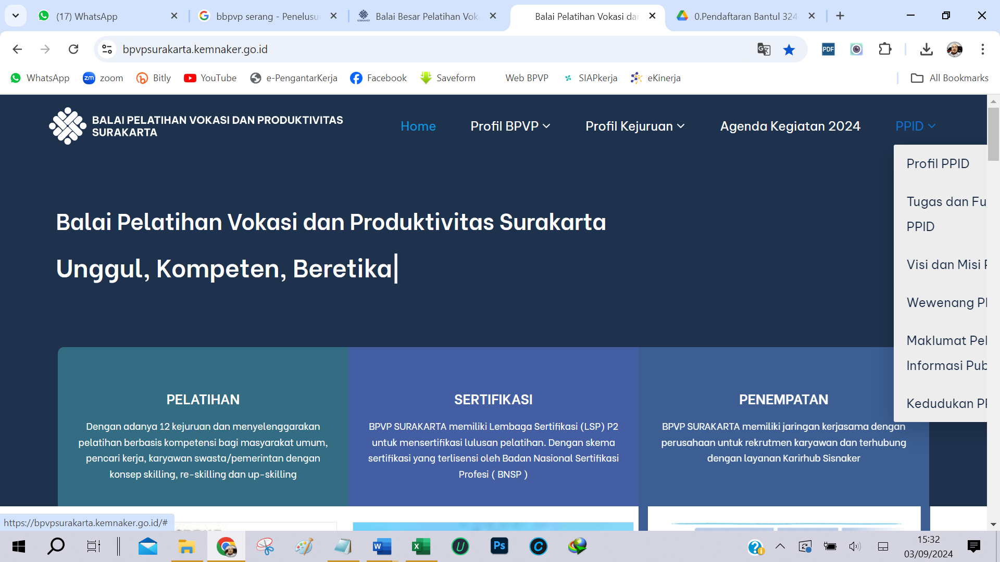 (17) WhatsApp
bbpvp serang - Penelusu
Balai Besar Pelatihan Vok
Balai Pelatihan Vokasi da
0.Pendaftaran Bantul 324
bpvpsurakarta.kemnaker.go.id
PDF
WhatsApp
zm zoom
Bitly
YouTube
e-PengantarKerja
Facebook
Saveform
Web BPVP
SIAPkerja
eKinerja
All Bookmarks
BALAI PELATIHAN VOKASI DAN PRODUKTIVITAS
SURAKARTA
Home
Profil BPVP
Profil Kejuruan
Agenda Kegiatan 2024
PPID
Profil PPID
Tugas dan Fu
PPID
Visi dan Misi
Wewenang
Maklumat Pel
Informasi Pub
Kedudukan
Balai Pelatihan Vokasi dan Produktivitas Surakarta
Unggul, Kompeten, Beretika
PELATIHAN
Dengan adanya 12 kejuruan dan menyelenggarakan
pelatihan berbasis kompetensi bagi masyarakat umum,
pencari kerja, karyawan swasta/pemerintan dengan
konsep skilling, re-skilling dan up-skilling
SERTIFIKASI
BPVP SURAKARTA memiliki Lembaga Sertifikasi (LSP) P2
untuk mensertifikasi lulusan pelatihan. Dengan skema
sertifikasi yang terlisensi oleh Badan Nasional Sertifikasi
Profesi ( BNSP )
PENEMPATAN
BPVP SURAKARTA memiliki jaringan kerjasama dengan
perusahaan untuk rekrutmen karyawan dan terhubung
dengan layanan Karirhub Sisnaker
https://bpvpsurakarta.kemnaker.go.id/#
15:32
03/09/2024